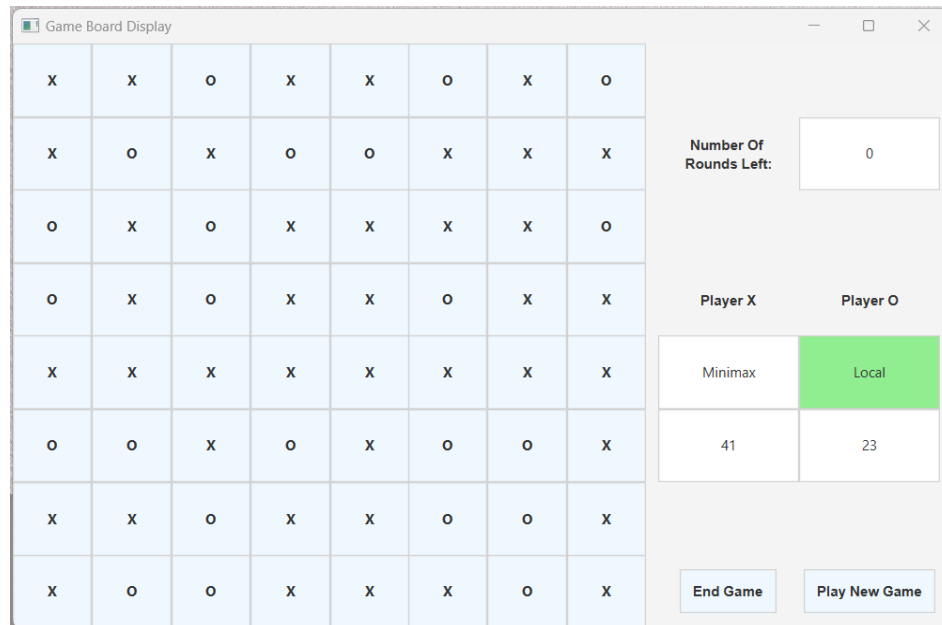 Game Board Display
X X O X X O X O
X O X O O X X X
Number Of
Rounds Left:
0
O X O X X X X O
O X O X X O X X
Player X Player O
X X X X X X X X
Minimax Local
O O X O X O O X
41 23
X X O X X O O X
X O O X X X O X
End Game Play New Game